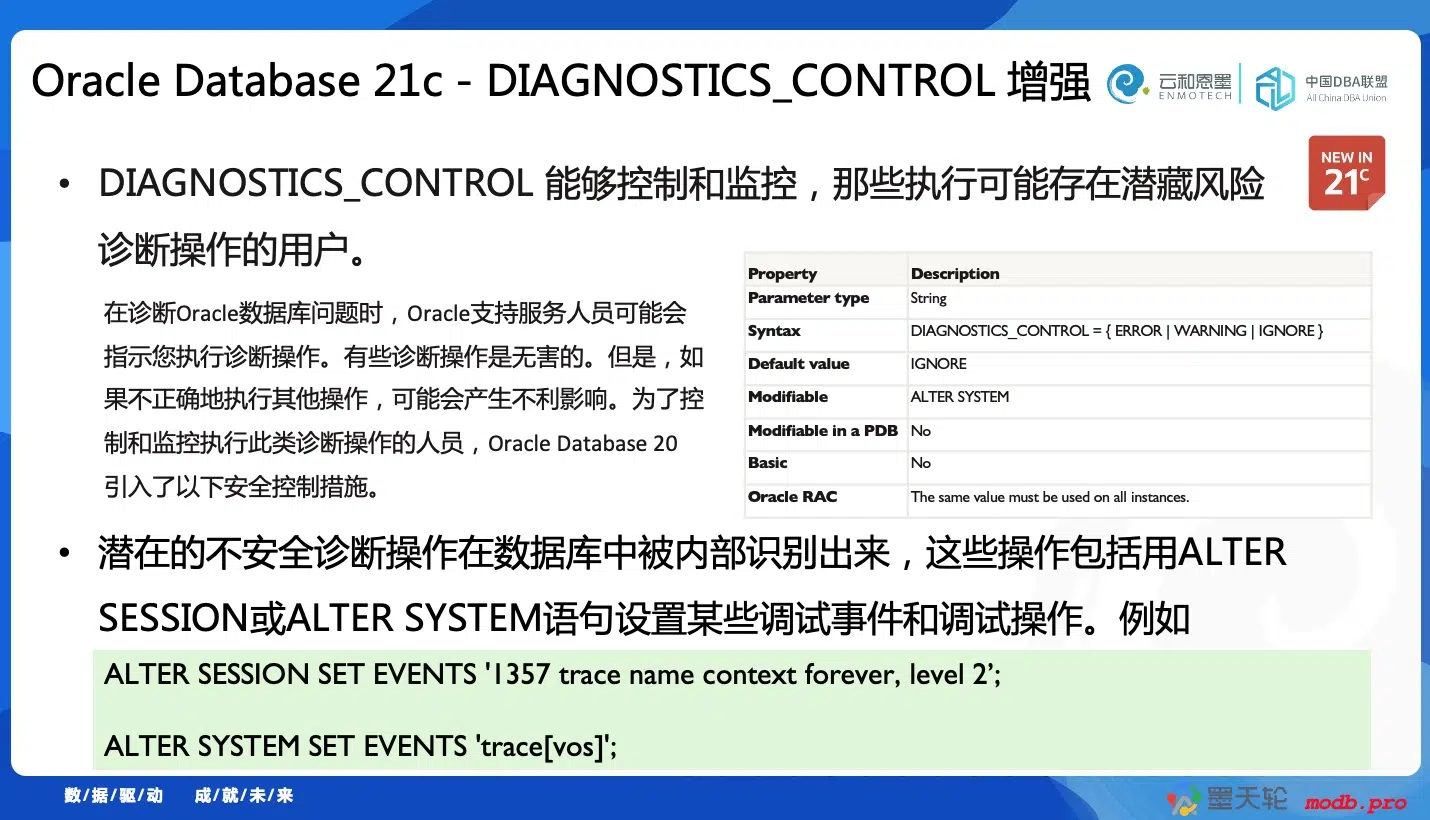 Oracle Database 21c - DIAGNOSTICS_CONTROL 增强
云和恩墨
ENMOTECH
中国DBA联盟
All China DBA Union
NEW IN
21c
• DIAGNOSTICS_CONTROL 能够控制和监控，那些执行可能存在潜藏风险
诊断操作的用户。
在诊断Oracle数据库问题时，Oracle支持服务人员可能会
指示您执行诊断操作。有些诊断操作是无害的。但是，如
果不正确地执行其他操作，可能会产生不利影响。为了控
制和监控执行此类诊断操作的人员，Oracle Database 20
引入了以下安全控制措施。
Property Description
Parameter type String
Syntax DIAGNOSTICS_CONTROL = { ERROR | WARNING | IGNORE }
Default value IGNORE
Modifiable ALTER SYSTEM
Modifiable in a PDB No
Basic No
Oracle RAC The same value must be used on all instances.
• 潜在的不安全诊断操作在数据库中被内部识别出来，这些操作包括用ALTER
SESSION或ALTER SYSTEM语句设置某些调试事件和调试操作。例如
ALTER SESSION SET EVENTS '1357 trace name context forever, level 2’;
ALTER SYSTEM SET EVENTS 'trace[vos]';
数/据/驱/动 成/就/未/来
墨天轮 modb.pro